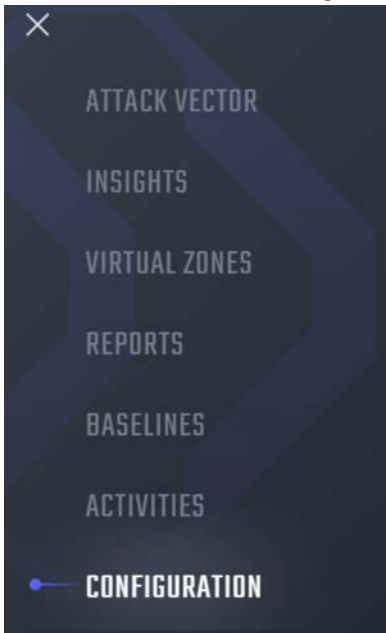 ATTACK VECTOR
INSIGHTS
VIRTUAL ZONES
REPORTS
BASELINES
ACTIVITIES
CONFIGURATION